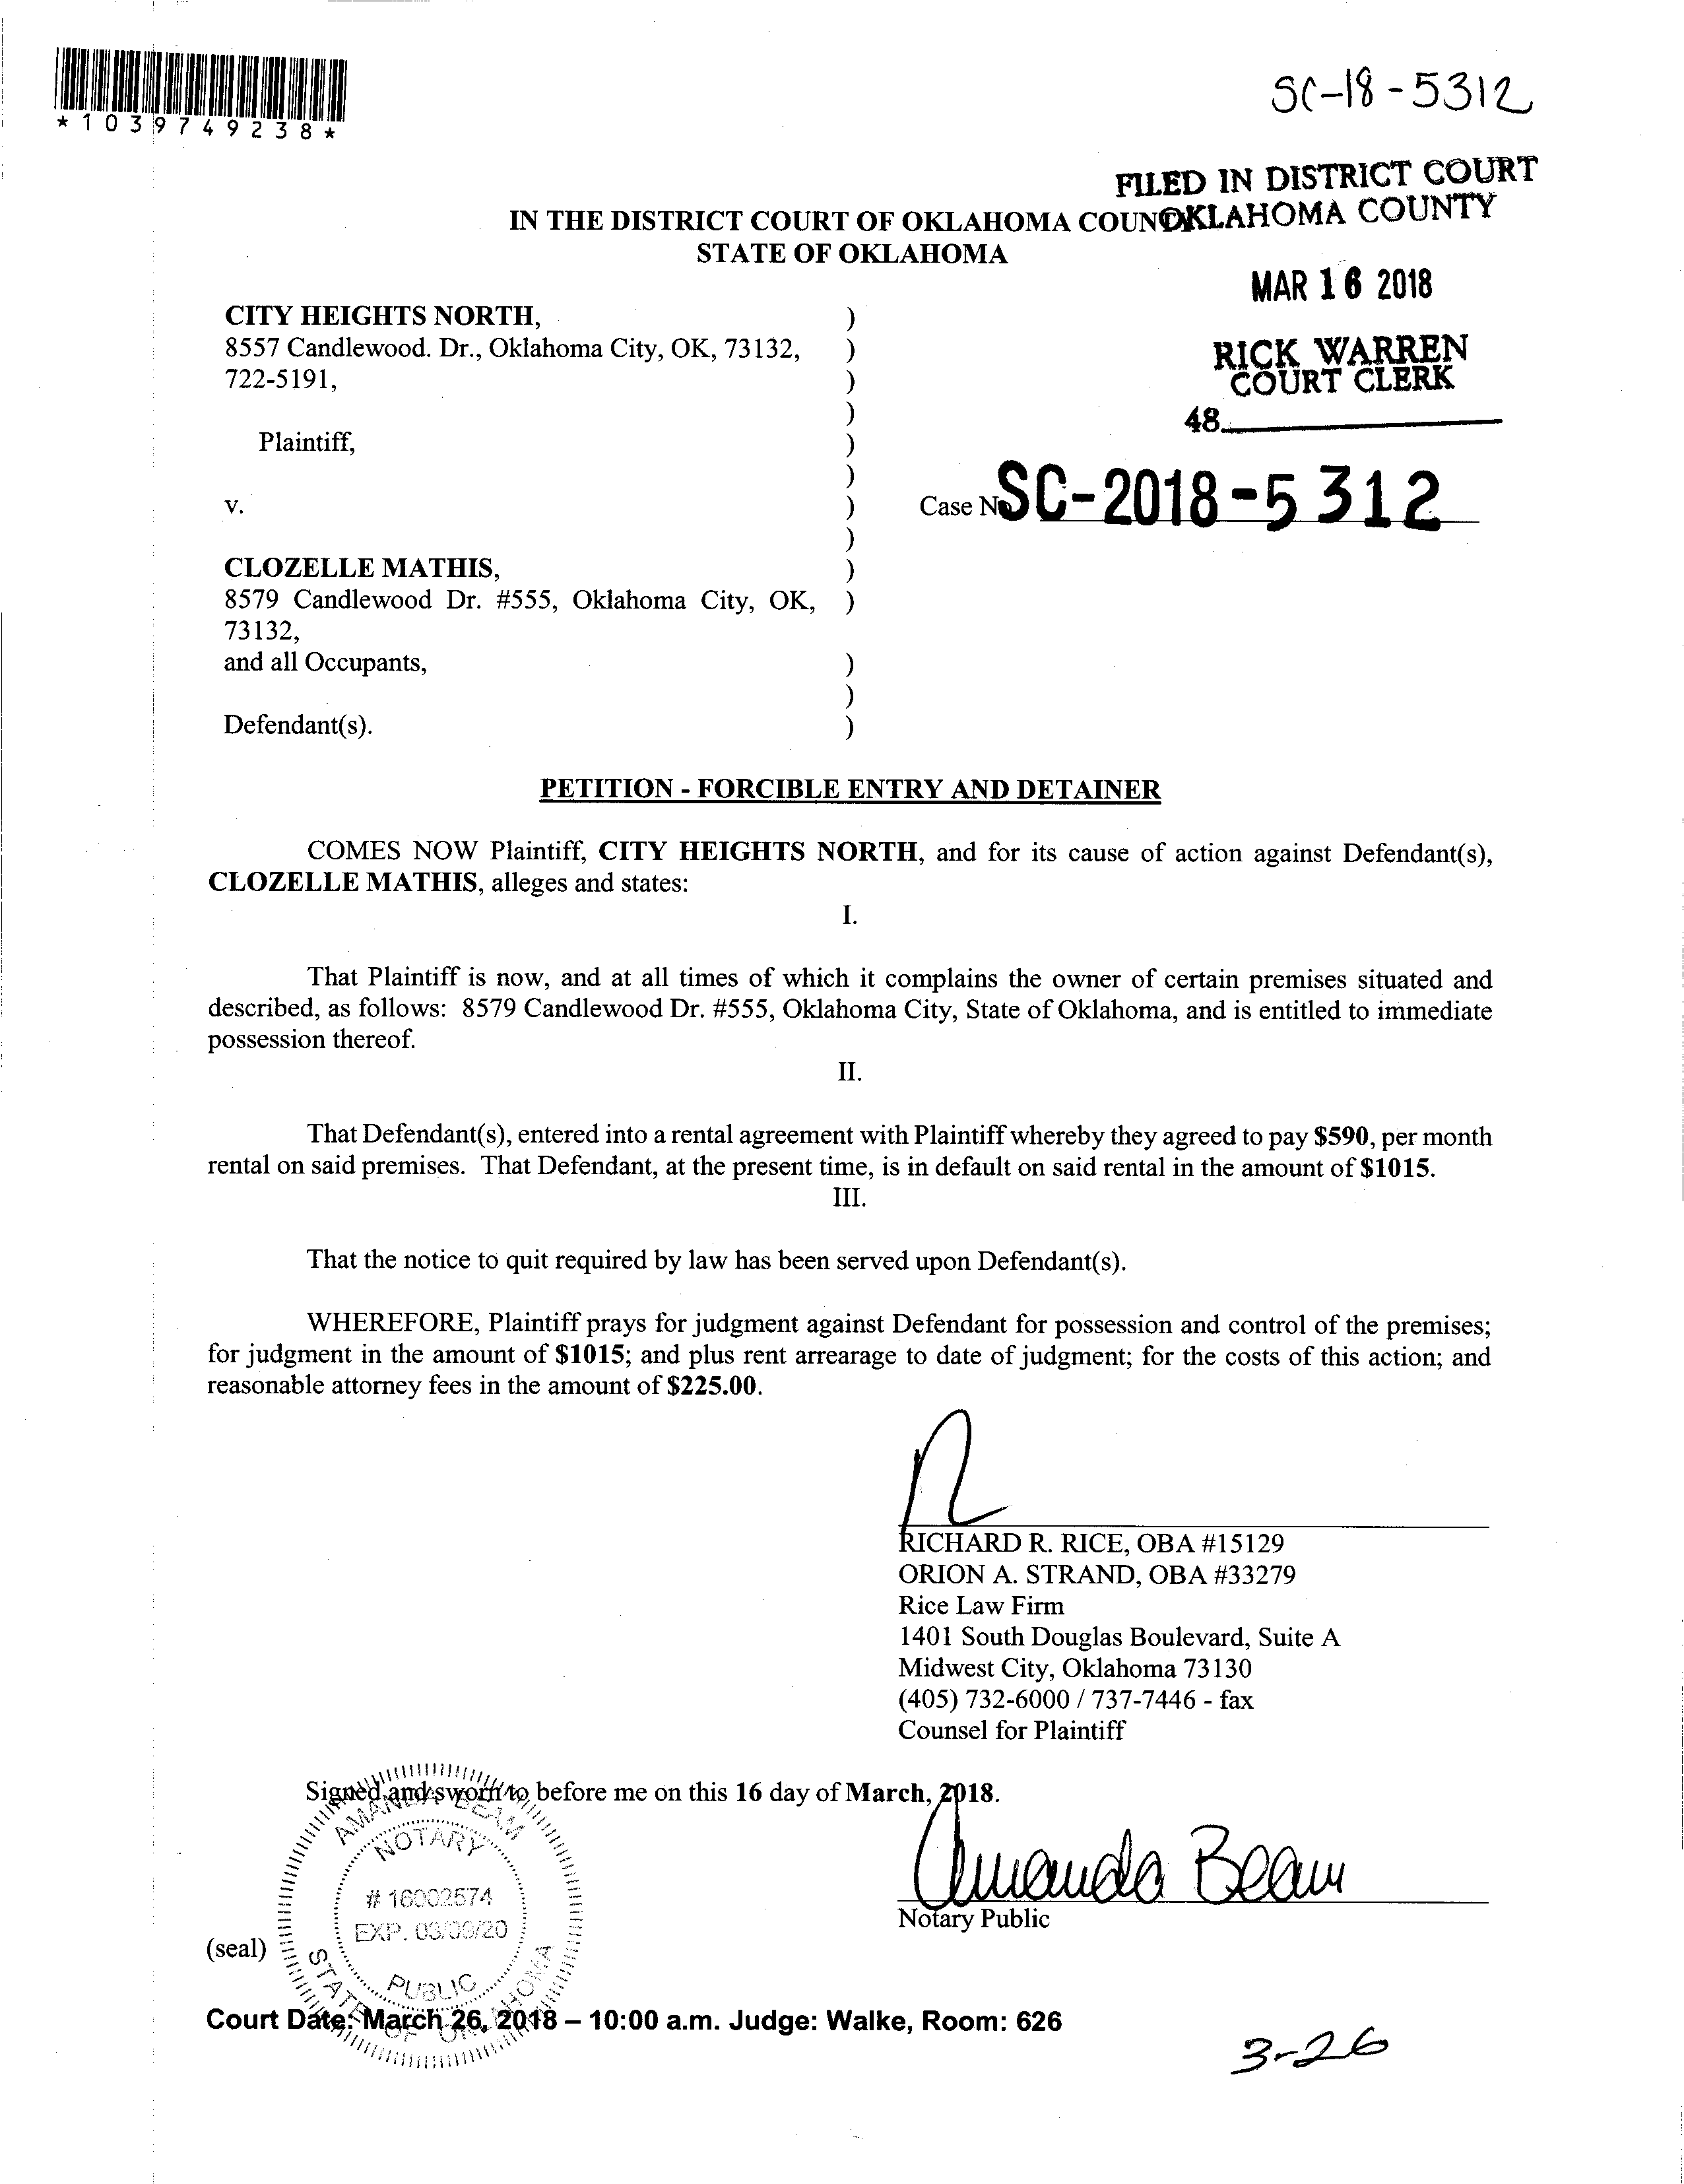 *1039749238*
SC-18-5312
FILED IN DISTRICT COURT
OKLAHOMA COUNTY
IN THE DISTRICT COURT OF OKLAHOMA COUN
STATE OF OKLAHOMA
MAR 16 2018
RICK WARREN
COURT CLERK
48
CITY HEIGHTS NORTH, )
8557 Candlewood. Dr., Oklahoma City, OK, 73132, )
722-5191, )
)
Plaintiff, )
)
v. ) Case No SC-2018-5312
)
CLOZELLE MATHIS, )
8579 Candlewood Dr. #555, Oklahoma City, OK, )
73132,
and all Occupants, )
)
Defendant(s). )
PETITION - FORCIBLE ENTRY AND DETAINER
COMES NOW Plaintiff, CITY HEIGHTS NORTH, and for its cause of action against Defendant(s),
CLOZELLE MATHIS, alleges and states:
I.
That Plaintiff is now, and at all times of which it complains the owner of certain premises situated and
described, as follows: 8579 Candlewood Dr. #555, Oklahoma City, State of Oklahoma, and is entitled to immediate
possession thereof.
II.
That Defendant(s), entered into a rental agreement with Plaintiff whereby they agreed to pay $590, per month
rental on said premises. That Defendant, at the present time, is in default on said rental in the amount of $1015.
III.
That the notice to quit required by law has been served upon Defendant(s).
WHEREFORE, Plaintiff prays for judgment against Defendant for possession and control of the premises;
for judgment in the amount of $1015; and plus rent arrearage to date of judgment; for the costs of this action; and
reasonable attorney fees in the amount of $225.00.
RICHARD R. RICE, OBA #15129
ORION A. STRAND, OBA #33279
Rice Law Firm
1401 South Douglas Boulevard, Suite A
Midwest City, Oklahoma 73130
(405) 732-6000 / 737-7446 - fax
Counsel for Plaintiff
Signed and sworn to before me on this 16 day of March, 2018.
AMANDA BEAM
NOTARY
# 16002574
EXP. 03/09/20
PUBLIC
STATE OF OKLAHOMA
Amanda Beam
Notary Public
(seal)
Court Date: March 26, 2018 – 10:00 a.m. Judge: Walke, Room: 626
3-26